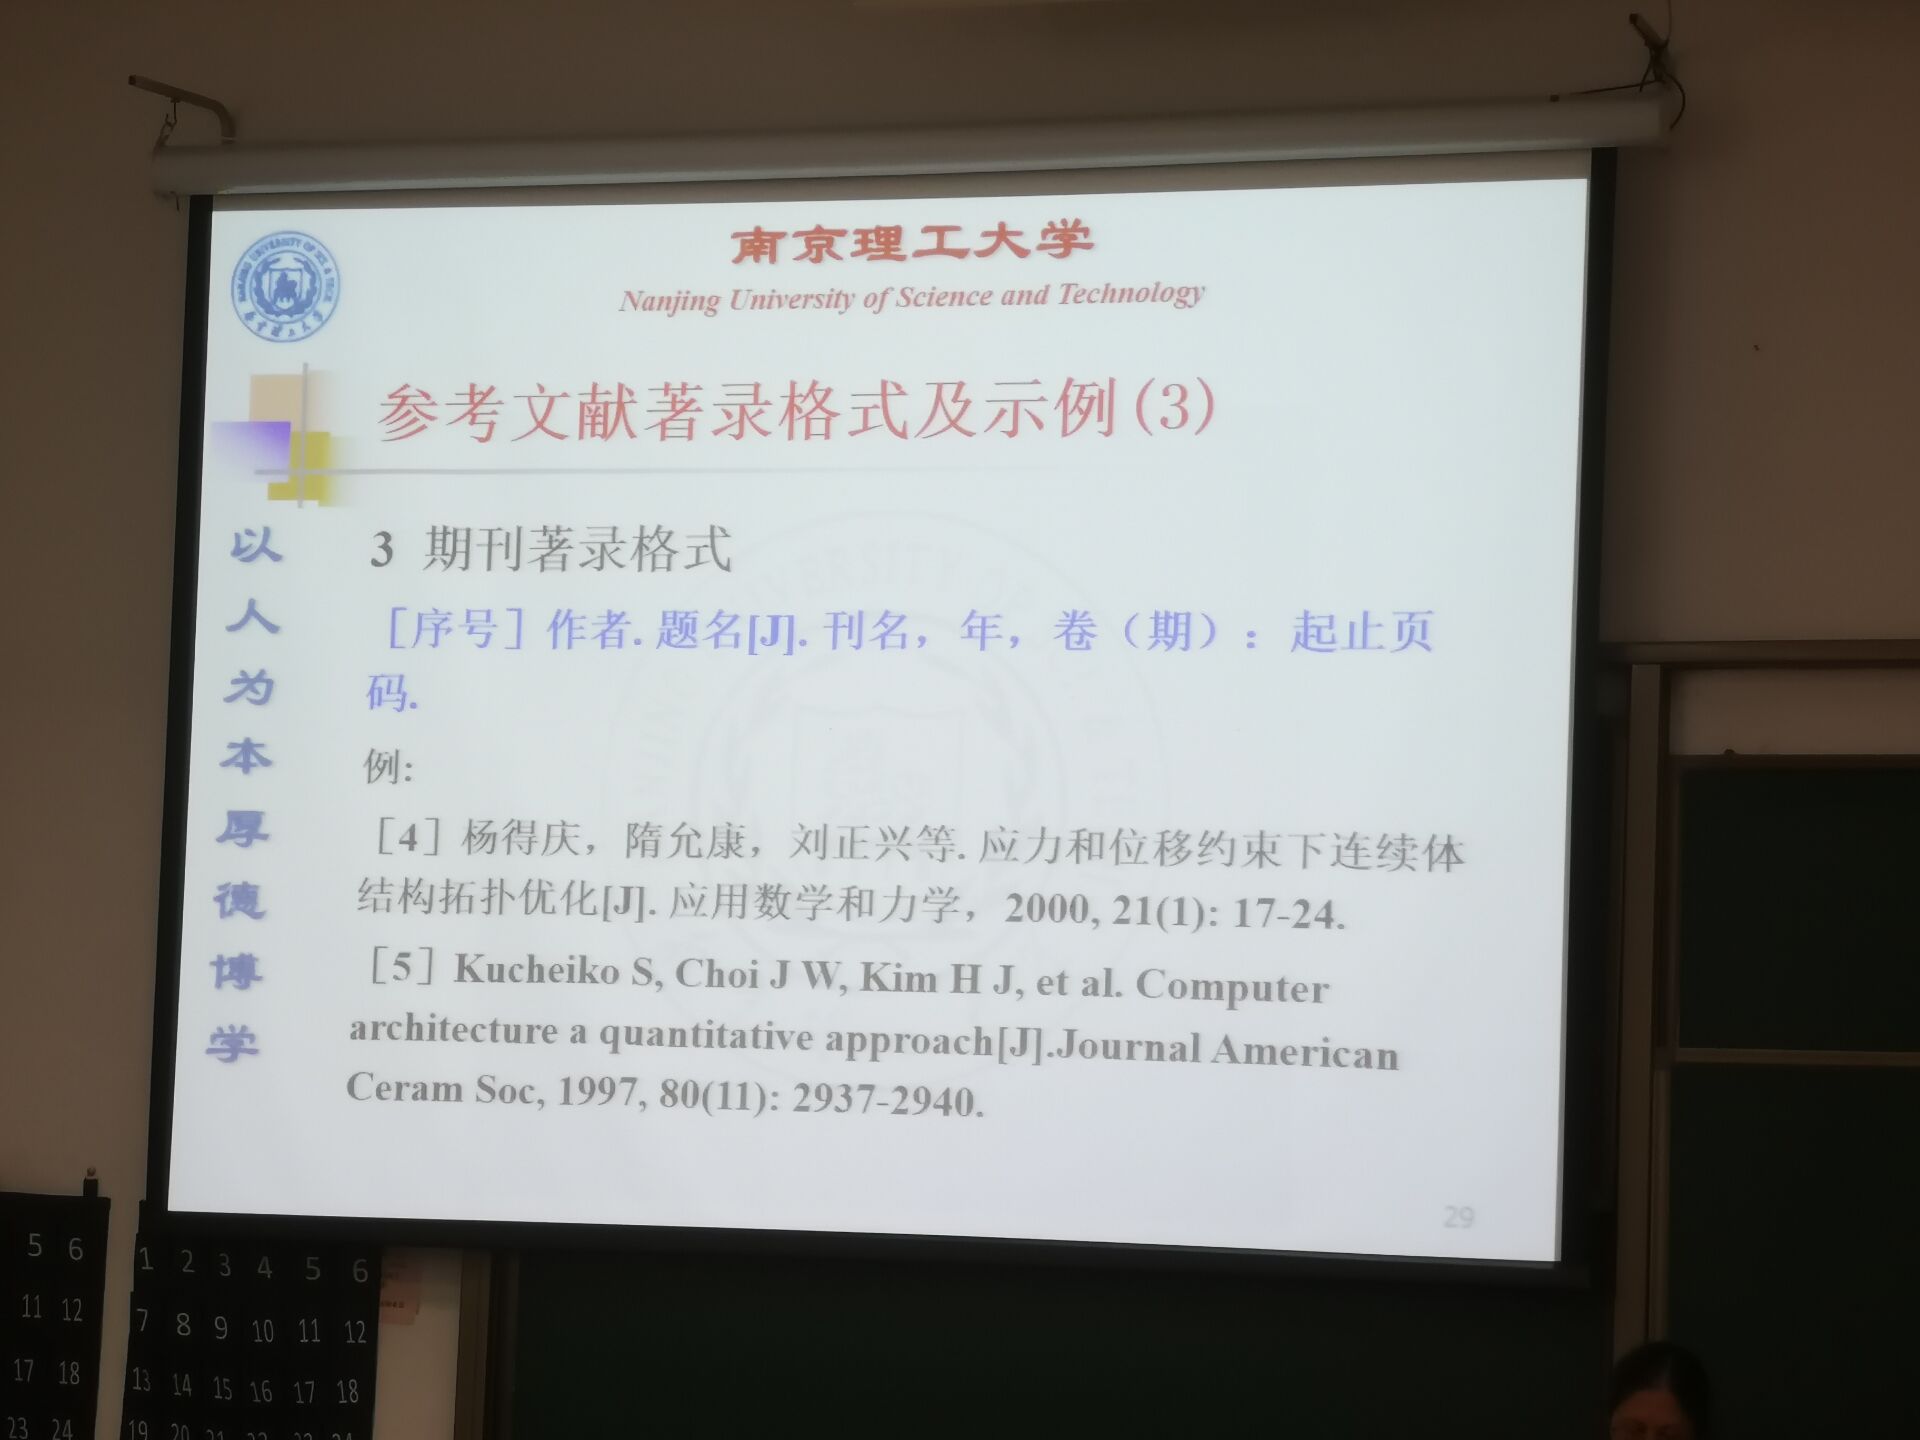 南京理工大学
Nanjing University of Science and Technology
参考文献著录格式及示例(3)
以人为本厚德博学
3 期刊著录格式
［序号］作者. 题名[J]. 刊名，年，卷（期）：起止页
码.
例:
［4］杨得庆，隋允康，刘正兴等. 应力和位移约束下连续体
结构拓扑优化[J]. 应用数学和力学，2000, 21(1): 17-24.
［5］Kucheiko S, Choi J W, Kim H J, et al. Computer
architecture a quantitative approach[J].Journal American
Ceram Soc, 1997, 80(11): 2937-2940.
29
5 6
11 12
17 18
23 24
1 2 3 4 5 6
7 8 9 10 11 12
13 14 15 16 17 18
19 20